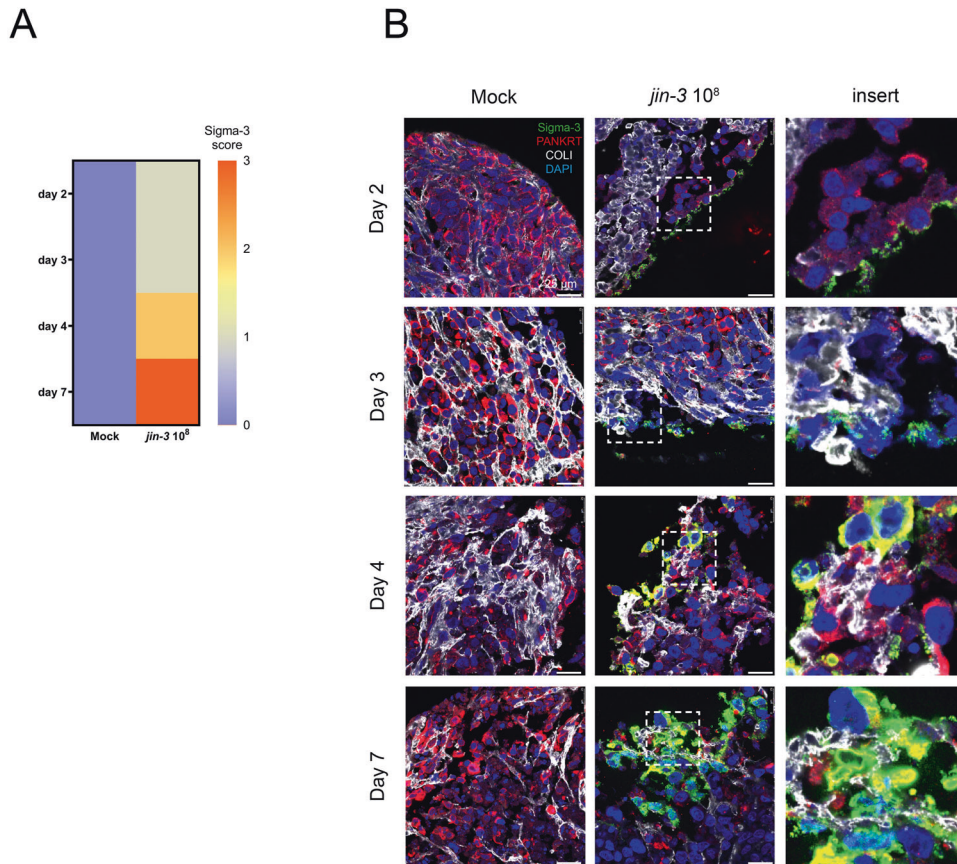 A
B
Sigma-3
score
day 2
day 3
day 4
day 7
3
2
1
0
Mock
jin-3 10⁸
Mock
jin-3 10⁸
insert
Day 2
Day 3
Day 4
Day 7
Sigma-3
PANKRT
COLI
DAPI
25 µm